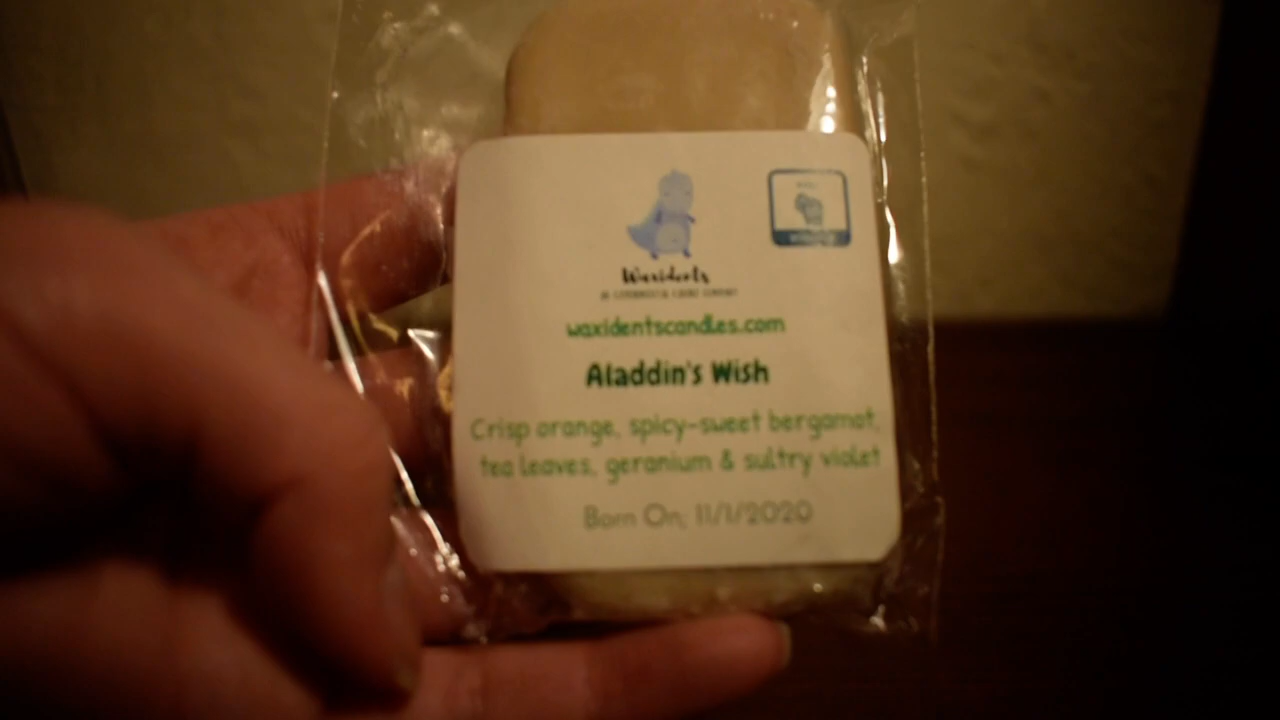 Waxidents
waxidentscandles.com
Aladdin's Wish
Crisp orange, spicy-sweet bergamot,
tea leaves, geranium & sultry violet
Born On; 11/1/2020